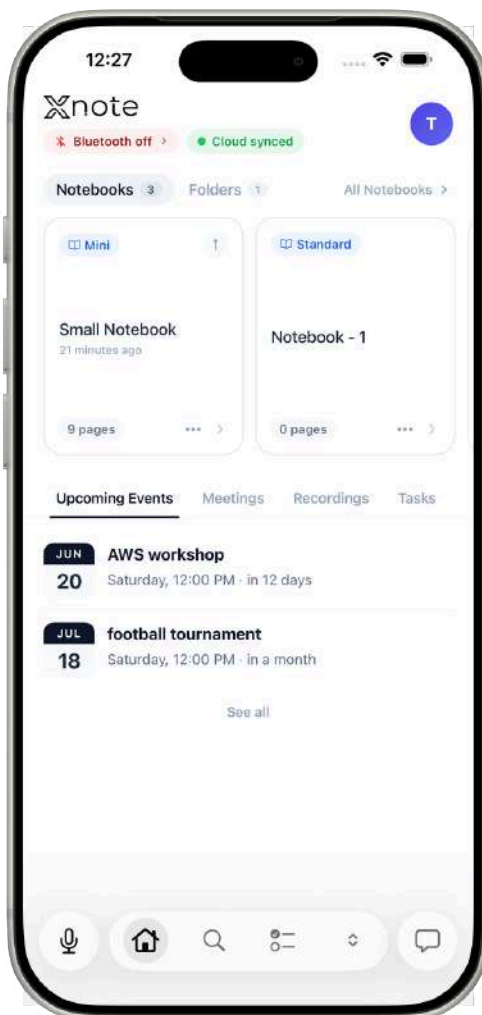 12:27
Xnote
Bluetooth off >
Cloud synced
T
Notebooks 3
Folders 1
All Notebooks >
Mini
Small Notebook
21 minutes ago
9 pages
Standard
Notebook - 1
0 pages
Upcoming Events
Meetings
Recordings
Tasks
JUN
20
AWS workshop
Saturday, 12:00 PM · in 12 days
JUL
18
football tournament
Saturday, 12:00 PM · in a month
See all